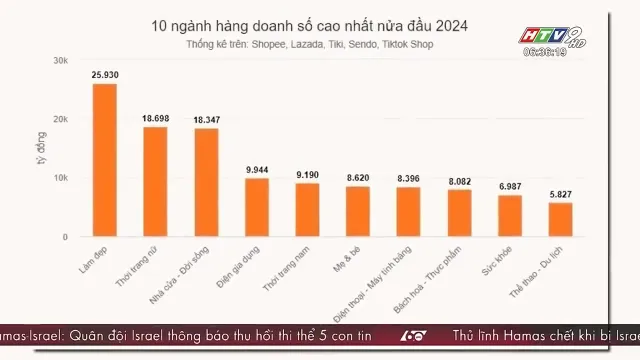 10 ngành hàng doanh số cao nhất nửa đầu 2024
Thống kê trên: Shopee, Lazada, Tiki, Sendo, Tiktok Shop
HTV9 HD
06:36:19
tỷ đồng
30k
20k
10k
0
25.930
18.698
18.347
9.944
9.190
8.620
8.396
8.082
6.987
5.827
Làm đẹp
Thời trang nữ
Nhà cửa - Đời sống
Điện gia dụng
Thời trang nam
Mẹ & bé
Điện thoại - Máy tính bảng
Bách hoá - Thực phẩm
Sức khỏe
Thể thao - Du lịch
amas-Israel: Quân đội Israel thông báo thu hồi thi thể 5 con tin 60 Thủ lĩnh Hamas chết khi bị Israe